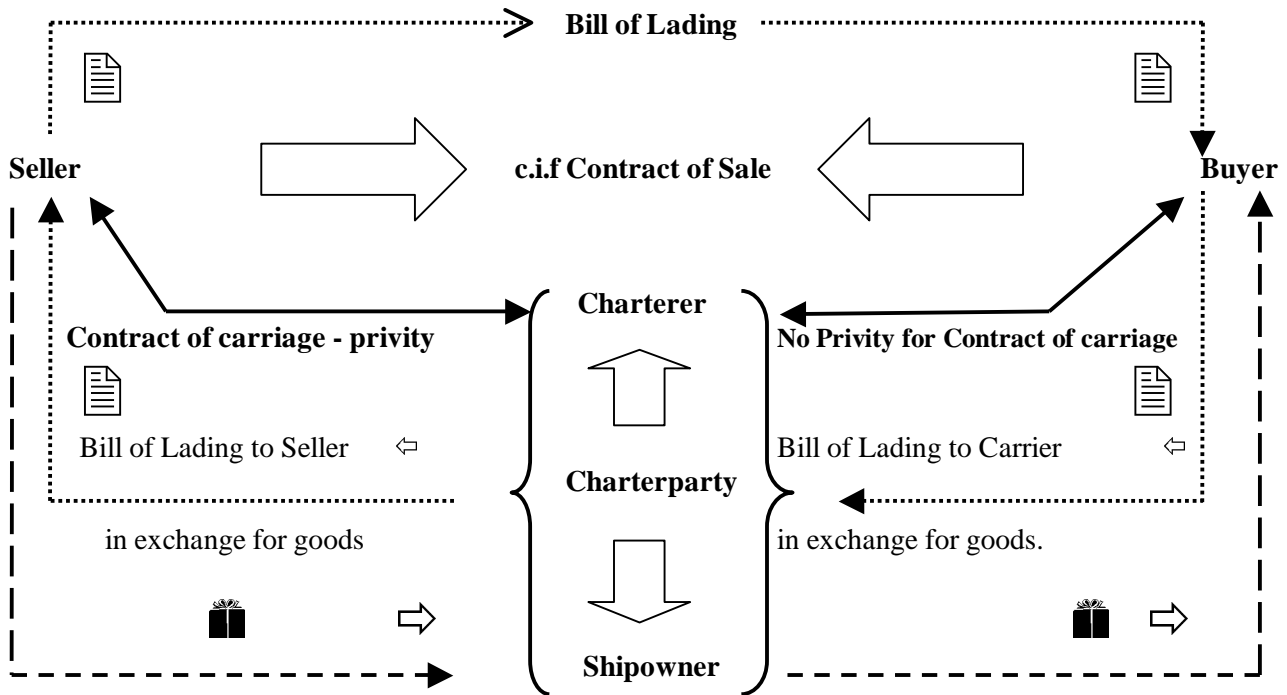 Bill of Lading
Seller
c.i.f Contract of Sale
Buyer
Charterer
Contract of carriage - privity
No Privity for Contract of carriage
Bill of Lading to Seller
Bill of Lading to Carrier
Charterparty
in exchange for goods
in exchange for goods.
Shipowner